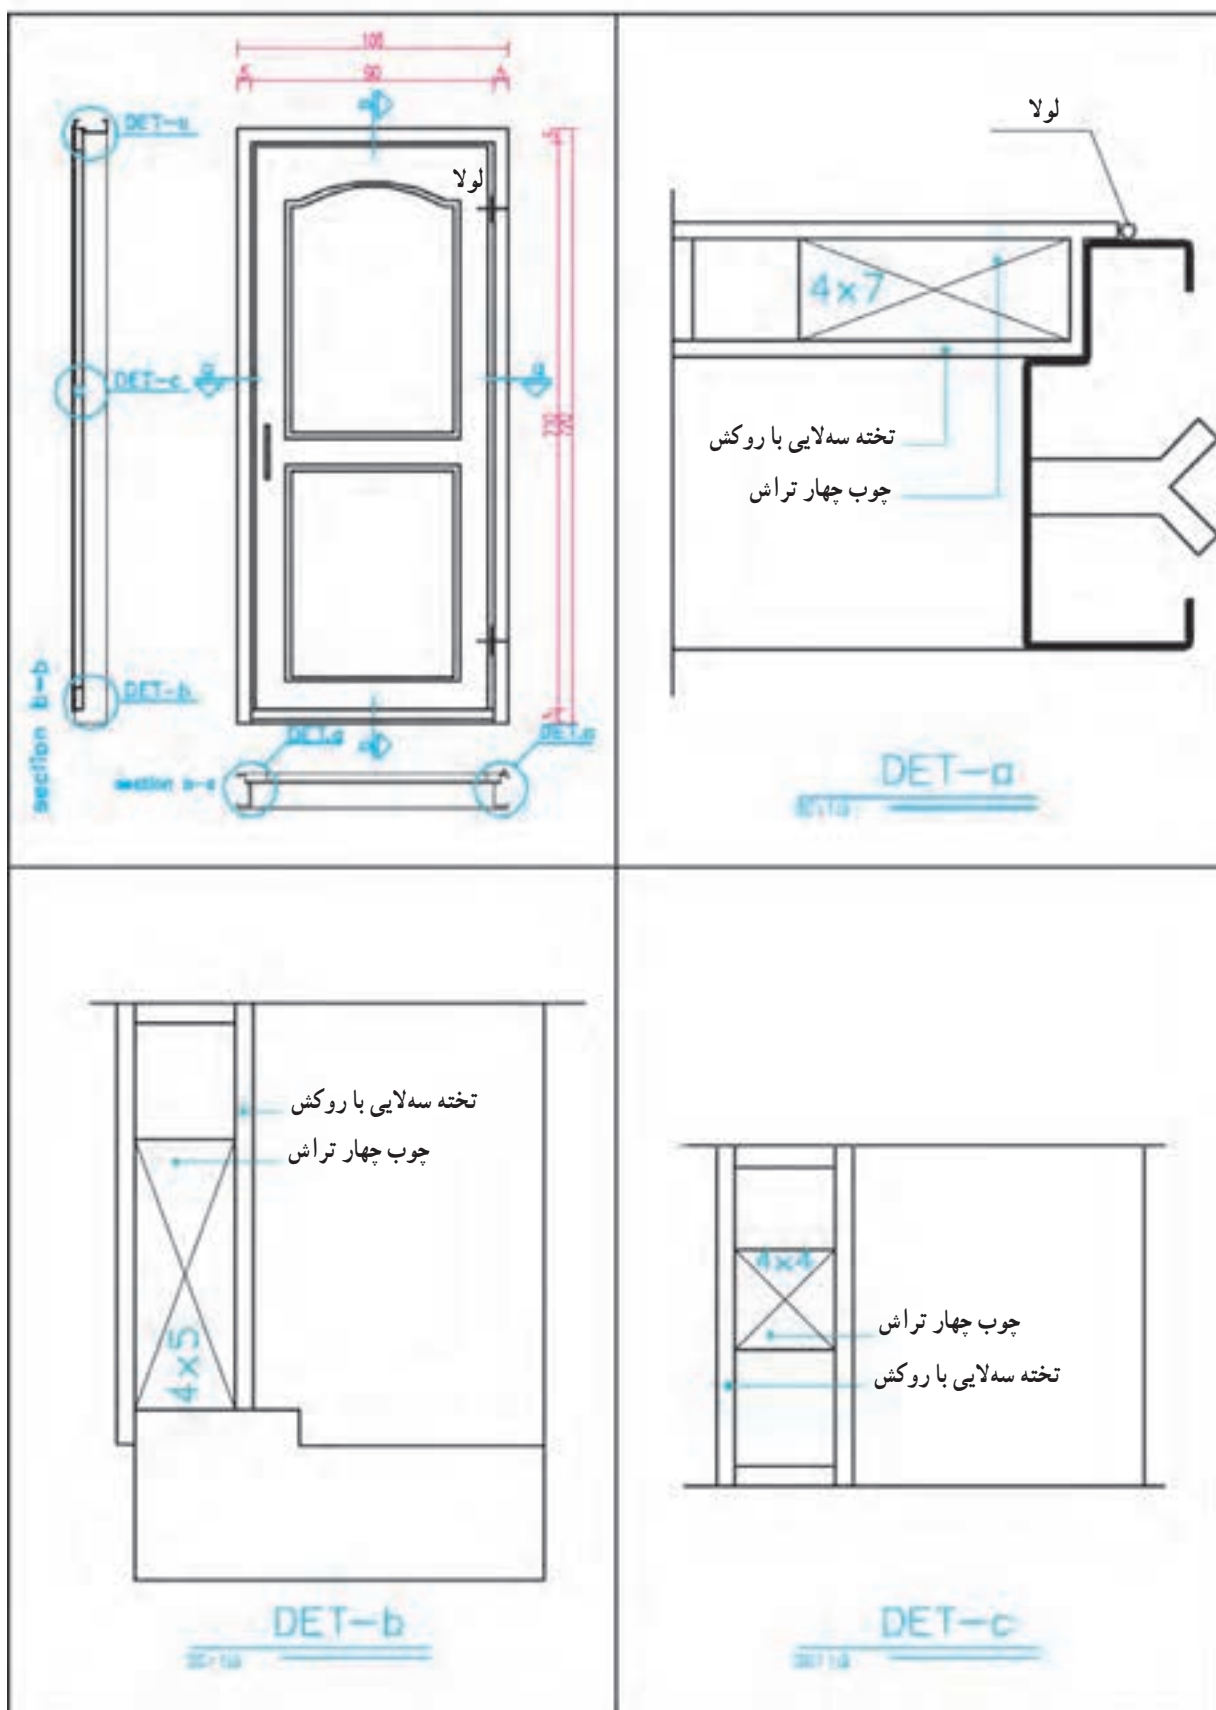 100
90
DET-a
لولا
DET-c
a
a
DET-b
section b-b
DET.a
DET.a
لولا
4×7
تخته سه‌لایی با روکش
چوب چهار تراش
DET-a
تخته سه‌لایی با روکش
چوب چهار تراش
4×5
DET-b
4×4
چوب چهار تراش
تخته سه‌لایی با روکش
DET-c